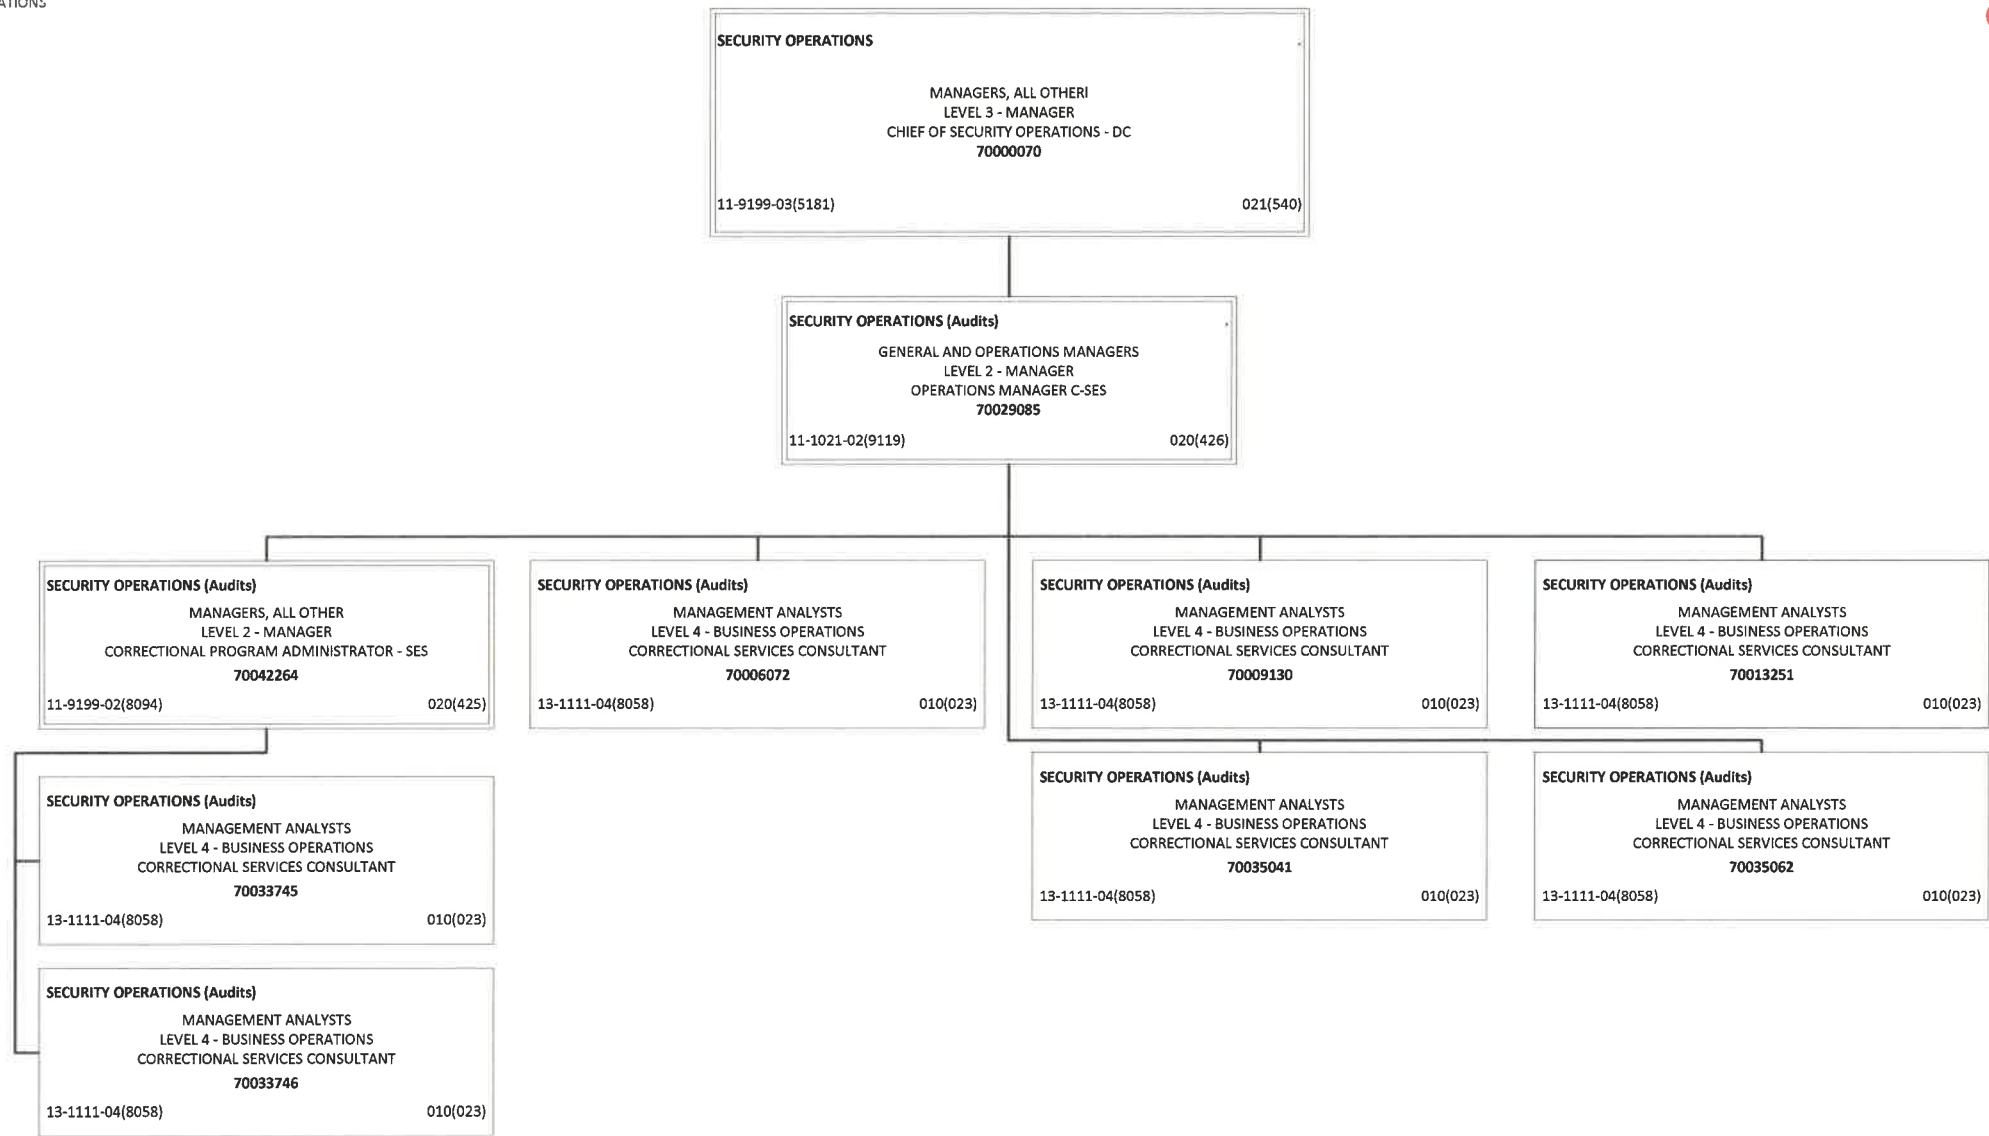 ATIONS
SECURITY OPERATIONS
MANAGERS, ALL OTHERI
LEVEL 3 - MANAGER
CHIEF OF SECURITY OPERATIONS - DC
70000070
11-9199-03(5181) 021(540)
SECURITY OPERATIONS (Audits)
GENERAL AND OPERATIONS MANAGERS
LEVEL 2 - MANAGER
OPERATIONS MANAGER C-SES
70029085
11-1021-02(9119) 020(426)
SECURITY OPERATIONS (Audits)
MANAGERS, ALL OTHER
LEVEL 2 - MANAGER
CORRECTIONAL PROGRAM ADMINISTRATOR - SES
70042264
11-9199-02(8094) 020(425)
SECURITY OPERATIONS (Audits)
MANAGEMENT ANALYSTS
LEVEL 4 - BUSINESS OPERATIONS
CORRECTIONAL SERVICES CONSULTANT
70006072
13-1111-04(8058) 010(023)
SECURITY OPERATIONS (Audits)
MANAGEMENT ANALYSTS
LEVEL 4 - BUSINESS OPERATIONS
CORRECTIONAL SERVICES CONSULTANT
70009130
13-1111-04(8058) 010(023)
SECURITY OPERATIONS (Audits)
MANAGEMENT ANALYSTS
LEVEL 4 - BUSINESS OPERATIONS
CORRECTIONAL SERVICES CONSULTANT
70013251
13-1111-04(8058) 010(023)
SECURITY OPERATIONS (Audits)
MANAGEMENT ANALYSTS
LEVEL 4 - BUSINESS OPERATIONS
CORRECTIONAL SERVICES CONSULTANT
70033745
13-1111-04(8058) 010(023)
SECURITY OPERATIONS (Audits)
MANAGEMENT ANALYSTS
LEVEL 4 - BUSINESS OPERATIONS
CORRECTIONAL SERVICES CONSULTANT
70035041
13-1111-04(8058) 010(023)
SECURITY OPERATIONS (Audits)
MANAGEMENT ANALYSTS
LEVEL 4 - BUSINESS OPERATIONS
CORRECTIONAL SERVICES CONSULTANT
70035062
13-1111-04(8058) 010(023)
SECURITY OPERATIONS (Audits)
MANAGEMENT ANALYSTS
LEVEL 4 - BUSINESS OPERATIONS
CORRECTIONAL SERVICES CONSULTANT
70033746
13-1111-04(8058) 010(023)